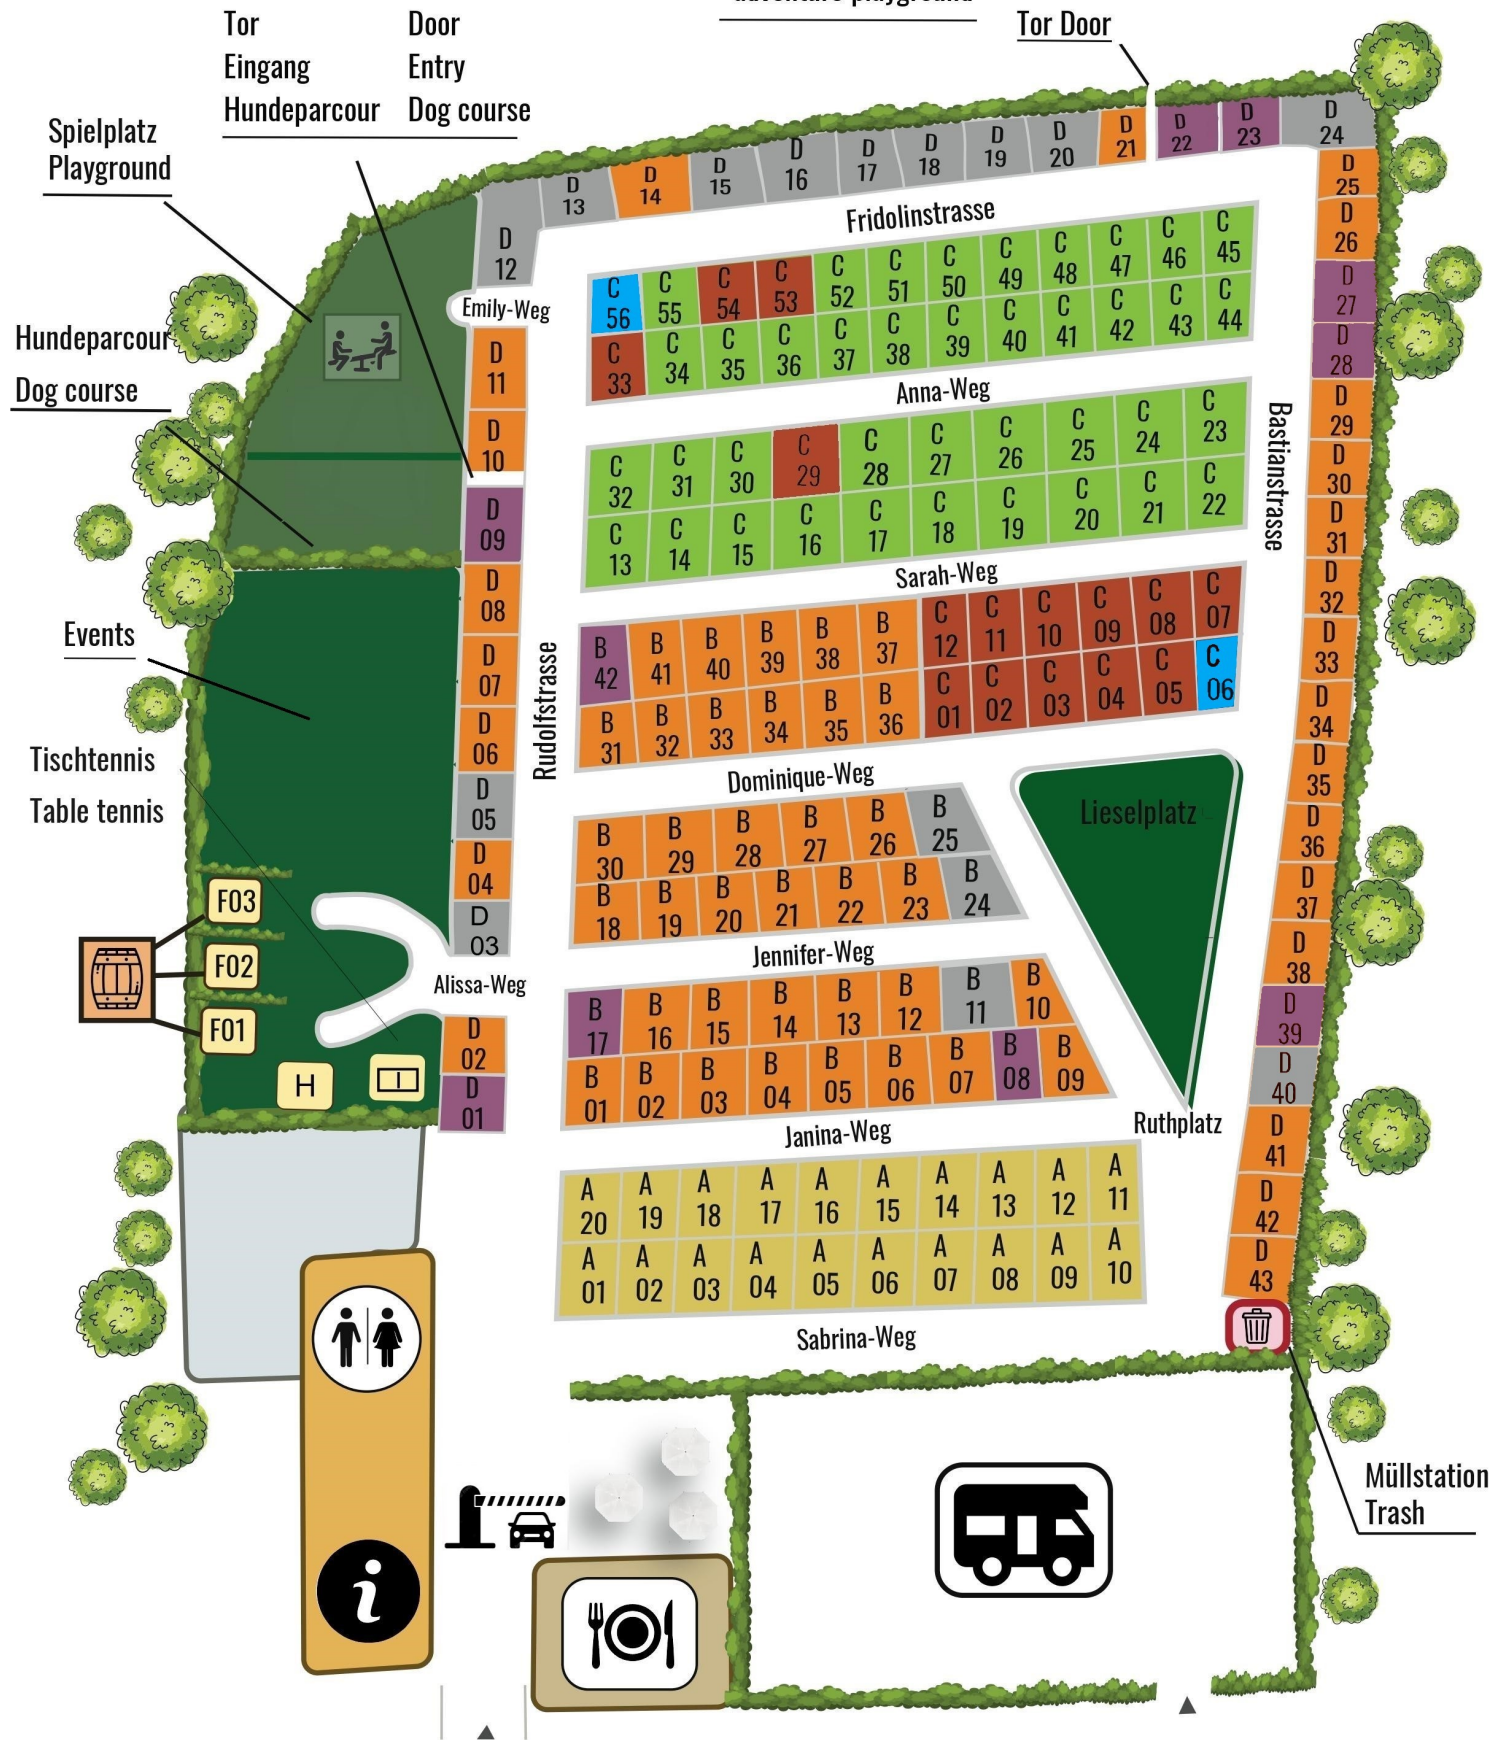 Tor
Eingang
Hundeparcour
Door
Entry
Dog course
adventure playground
Tor Door
Spielplatz
Playground
Hundeparcour
Dog course
Events
Tischtennis
Table tennis
F03
F02
F01
H
i
Emily-Weg
Alissa-Weg
Rudolfstrasse
Fridolinstrasse
Anna-Weg
Sarah-Weg
Dominique-Weg
Jennifer-Weg
Janina-Weg
Sabrina-Weg
Bastianstrasse
Lieselplatz
Ruthplatz
Müllstation
Trash
D 12
D 13
D 14
D 15
D 16
D 17
D 18
D 19
D 20
D 21
D 22
D 23
D 24
D 25
D 26
D 27
D 28
D 29
D 30
D 31
D 32
D 33
D 34
D 35
D 36
D 37
D 38
D 39
D 40
D 41
D 42
D 43
D 11
D 10
D 09
D 08
D 07
D 06
D 05
D 04
D 03
D 02
D 01
C 56
C 55
C 54
C 53
C 52
C 51
C 50
C 49
C 48
C 47
C 46
C 45
C 33
C 34
C 35
C 36
C 37
C 38
C 39
C 40
C 41
C 42
C 43
C 44
C 32
C 31
C 30
C 29
C 28
C 27
C 26
C 25
C 24
C 23
C 13
C 14
C 15
C 16
C 17
C 18
C 19
C 20
C 21
C 22
B 42
B 41
B 40
B 39
B 38
B 37
C 12
C 11
C 10
C 09
C 08
C 07
B 31
B 32
B 33
B 34
B 35
B 36
C 01
C 02
C 03
C 04
C 05
C 06
B 30
B 29
B 28
B 27
B 26
B 25
B 18
B 19
B 20
B 21
B 22
B 23
B 24
B 17
B 16
B 15
B 14
B 13
B 12
B 11
B 10
B 01
B 02
B 03
B 04
B 05
B 06
B 07
B 08
B 09
A 20
A 19
A 18
A 17
A 16
A 15
A 14
A 13
A 12
A 11
A 01
A 02
A 03
A 04
A 05
A 06
A 07
A 08
A 09
A 10